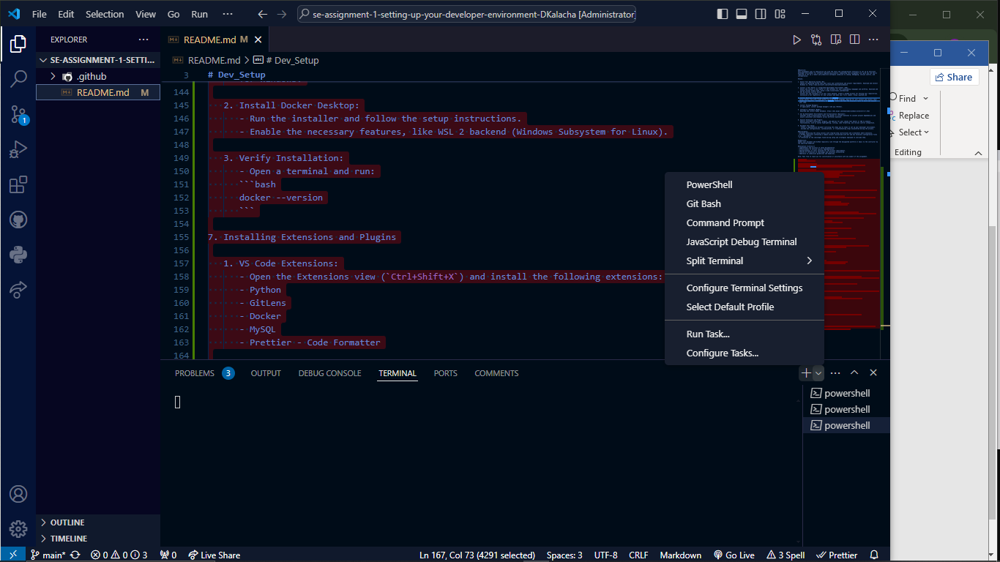 File Edit Selection View Go Run ···
se-assignment-1-setting-up-your-developer-environment-DKalacha [Administrator]
EXPLORER
README.md M
SE-ASSIGNMENT-1-SETTI...
.github
README.md M
README.md > # Dev_Setup
3 # Dev_Setup
144
145 2. Install Docker Desktop:
146 - Run the installer and follow the setup instructions.
147 - Enable the necessary features, like WSL 2 backend (Windows Subsystem for Linux).
148
149 3. Verify Installation:
150 - Open a terminal and run:
151 ```bash
152 docker --version
153 ```
154
155 7. Installing Extensions and Plugins
156
157 1. VS Code Extensions:
158 - Open the Extensions view (`Ctrl+Shift+X`) and install the following extensions:
159 - Python
160 - GitLens
161 - Docker
162 - MySQL
163 - Prettier - Code Formatter
164
PowerShell
Git Bash
Command Prompt
JavaScript Debug Terminal
Split Terminal
Configure Terminal Settings
Select Default Profile
Run Task...
Configure Tasks...
PROBLEMS 3 OUTPUT DEBUG CONSOLE TERMINAL PORTS COMMENTS
powershell
powershell
powershell
1
OUTLINE
TIMELINE
main* 0 0 3 0 Live Share
Ln 167, Col 73 (4291 selected) Spaces: 3 UTF-8 CRLF Markdown Go Live 3 Spell Prettier
Share
Find
Replace
Select
Editing